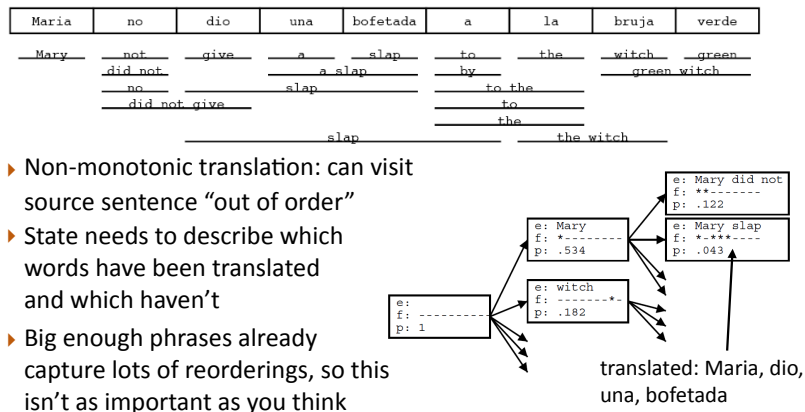 Maria no dio una bofetada a la bruja verde
Mary not give a slap to the witch green
did not a slap by green witch
no slap to the
did not give to
the
slap the witch
▸ Non-monotonic translation: can visit
source sentence “out of order”
▸ State needs to describe which
words have been translated
and which haven’t
▸ Big enough phrases already
capture lots of reorderings, so this
isn’t as important as you think
e:
f: ---------
p: 1
e: Mary
f: *--------
p: .534
e: witch
f: -------*-
p: .182
e: Mary did not
f: **-------
p: .122
e: Mary slap
f: *-***----
p: .043
translated: Maria, dio,
una, bofetada